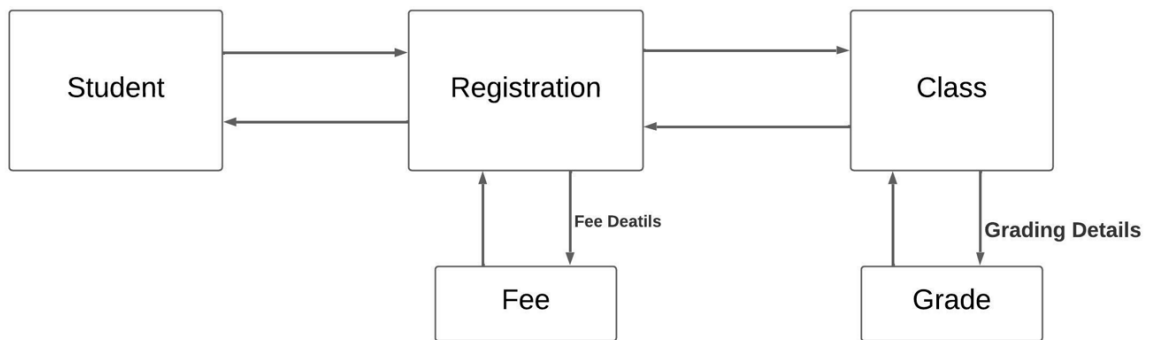 Student
Registration
Class
Fee Deatils
Grading Details
Fee
Grade